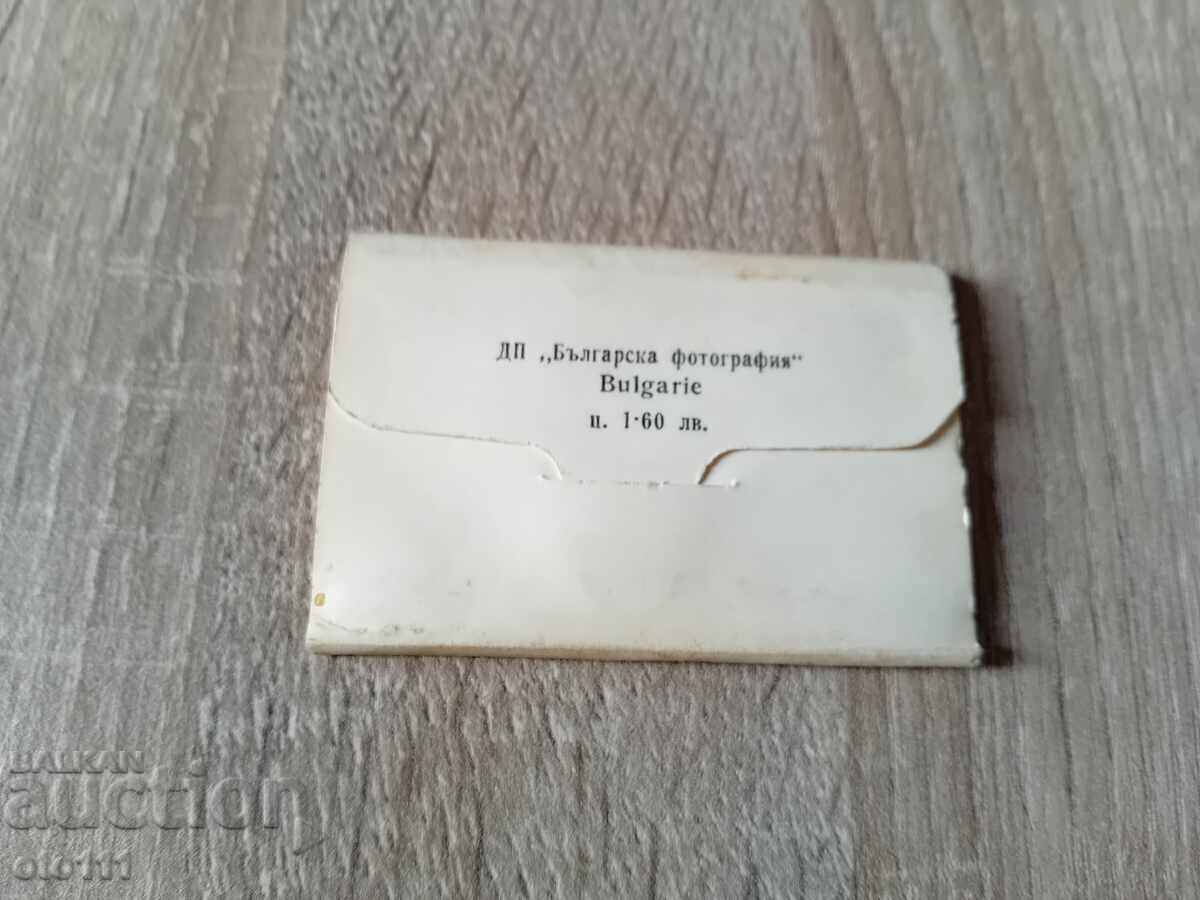 ДП „Българска фотография“
Bulgarie
ц. 1·60 лв.
BALKAN
auction
oto111